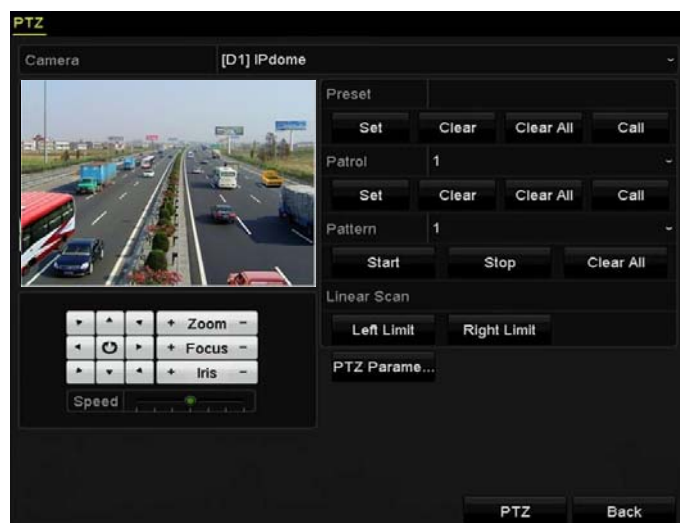 PTZ
Camera [D1] IPdome
Preset
Set Clear Clear All Call
Patrol 1
Set Clear Clear All Call
Pattern 1
Start Stop Clear All
Linear Scan
Left Limit Right Limit
PTZ Parame...
+ Zoom -
+ Focus -
+ Iris -
Speed
PTZ Back